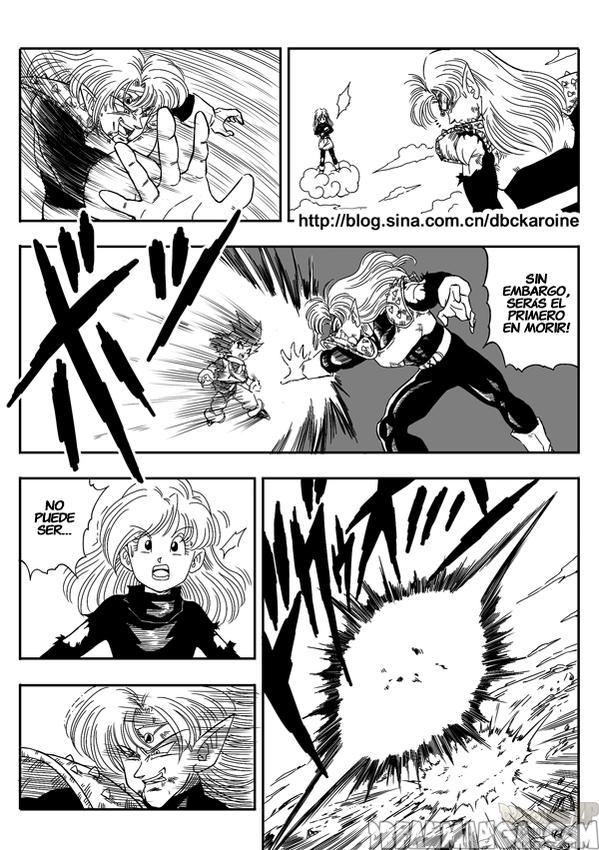 http://blog.sina.com.cn/dbckaroine
SIN
EMBARGO,
SERÁS EL
PRIMERO
EN MORIR!
NO
PUEDE
SER...